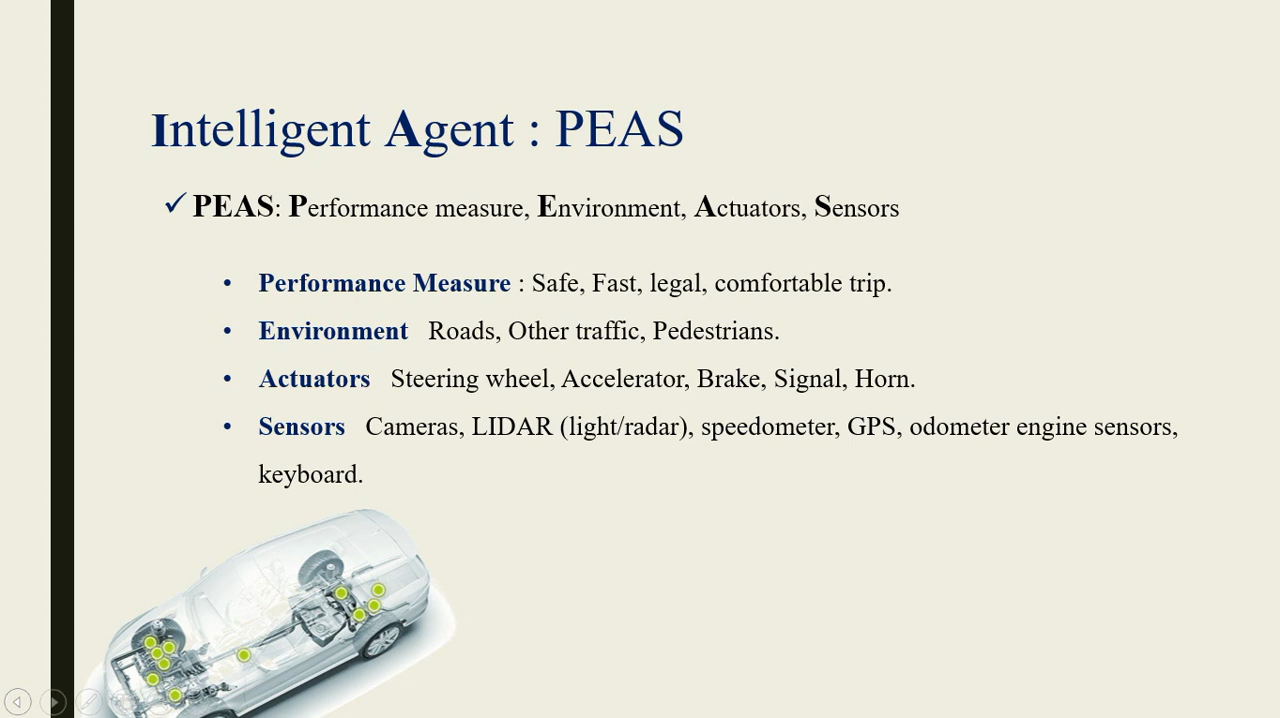 Intelligent Agent : PEAS
✓ PEAS: Performance measure, Environment, Actuators, Sensors
• Performance Measure : Safe, Fast, legal, comfortable trip.
• Environment Roads, Other traffic, Pedestrians.
• Actuators Steering wheel, Accelerator, Brake, Signal, Horn.
• Sensors Cameras, LIDAR (light/radar), speedometer, GPS, odometer engine sensors,
keyboard.